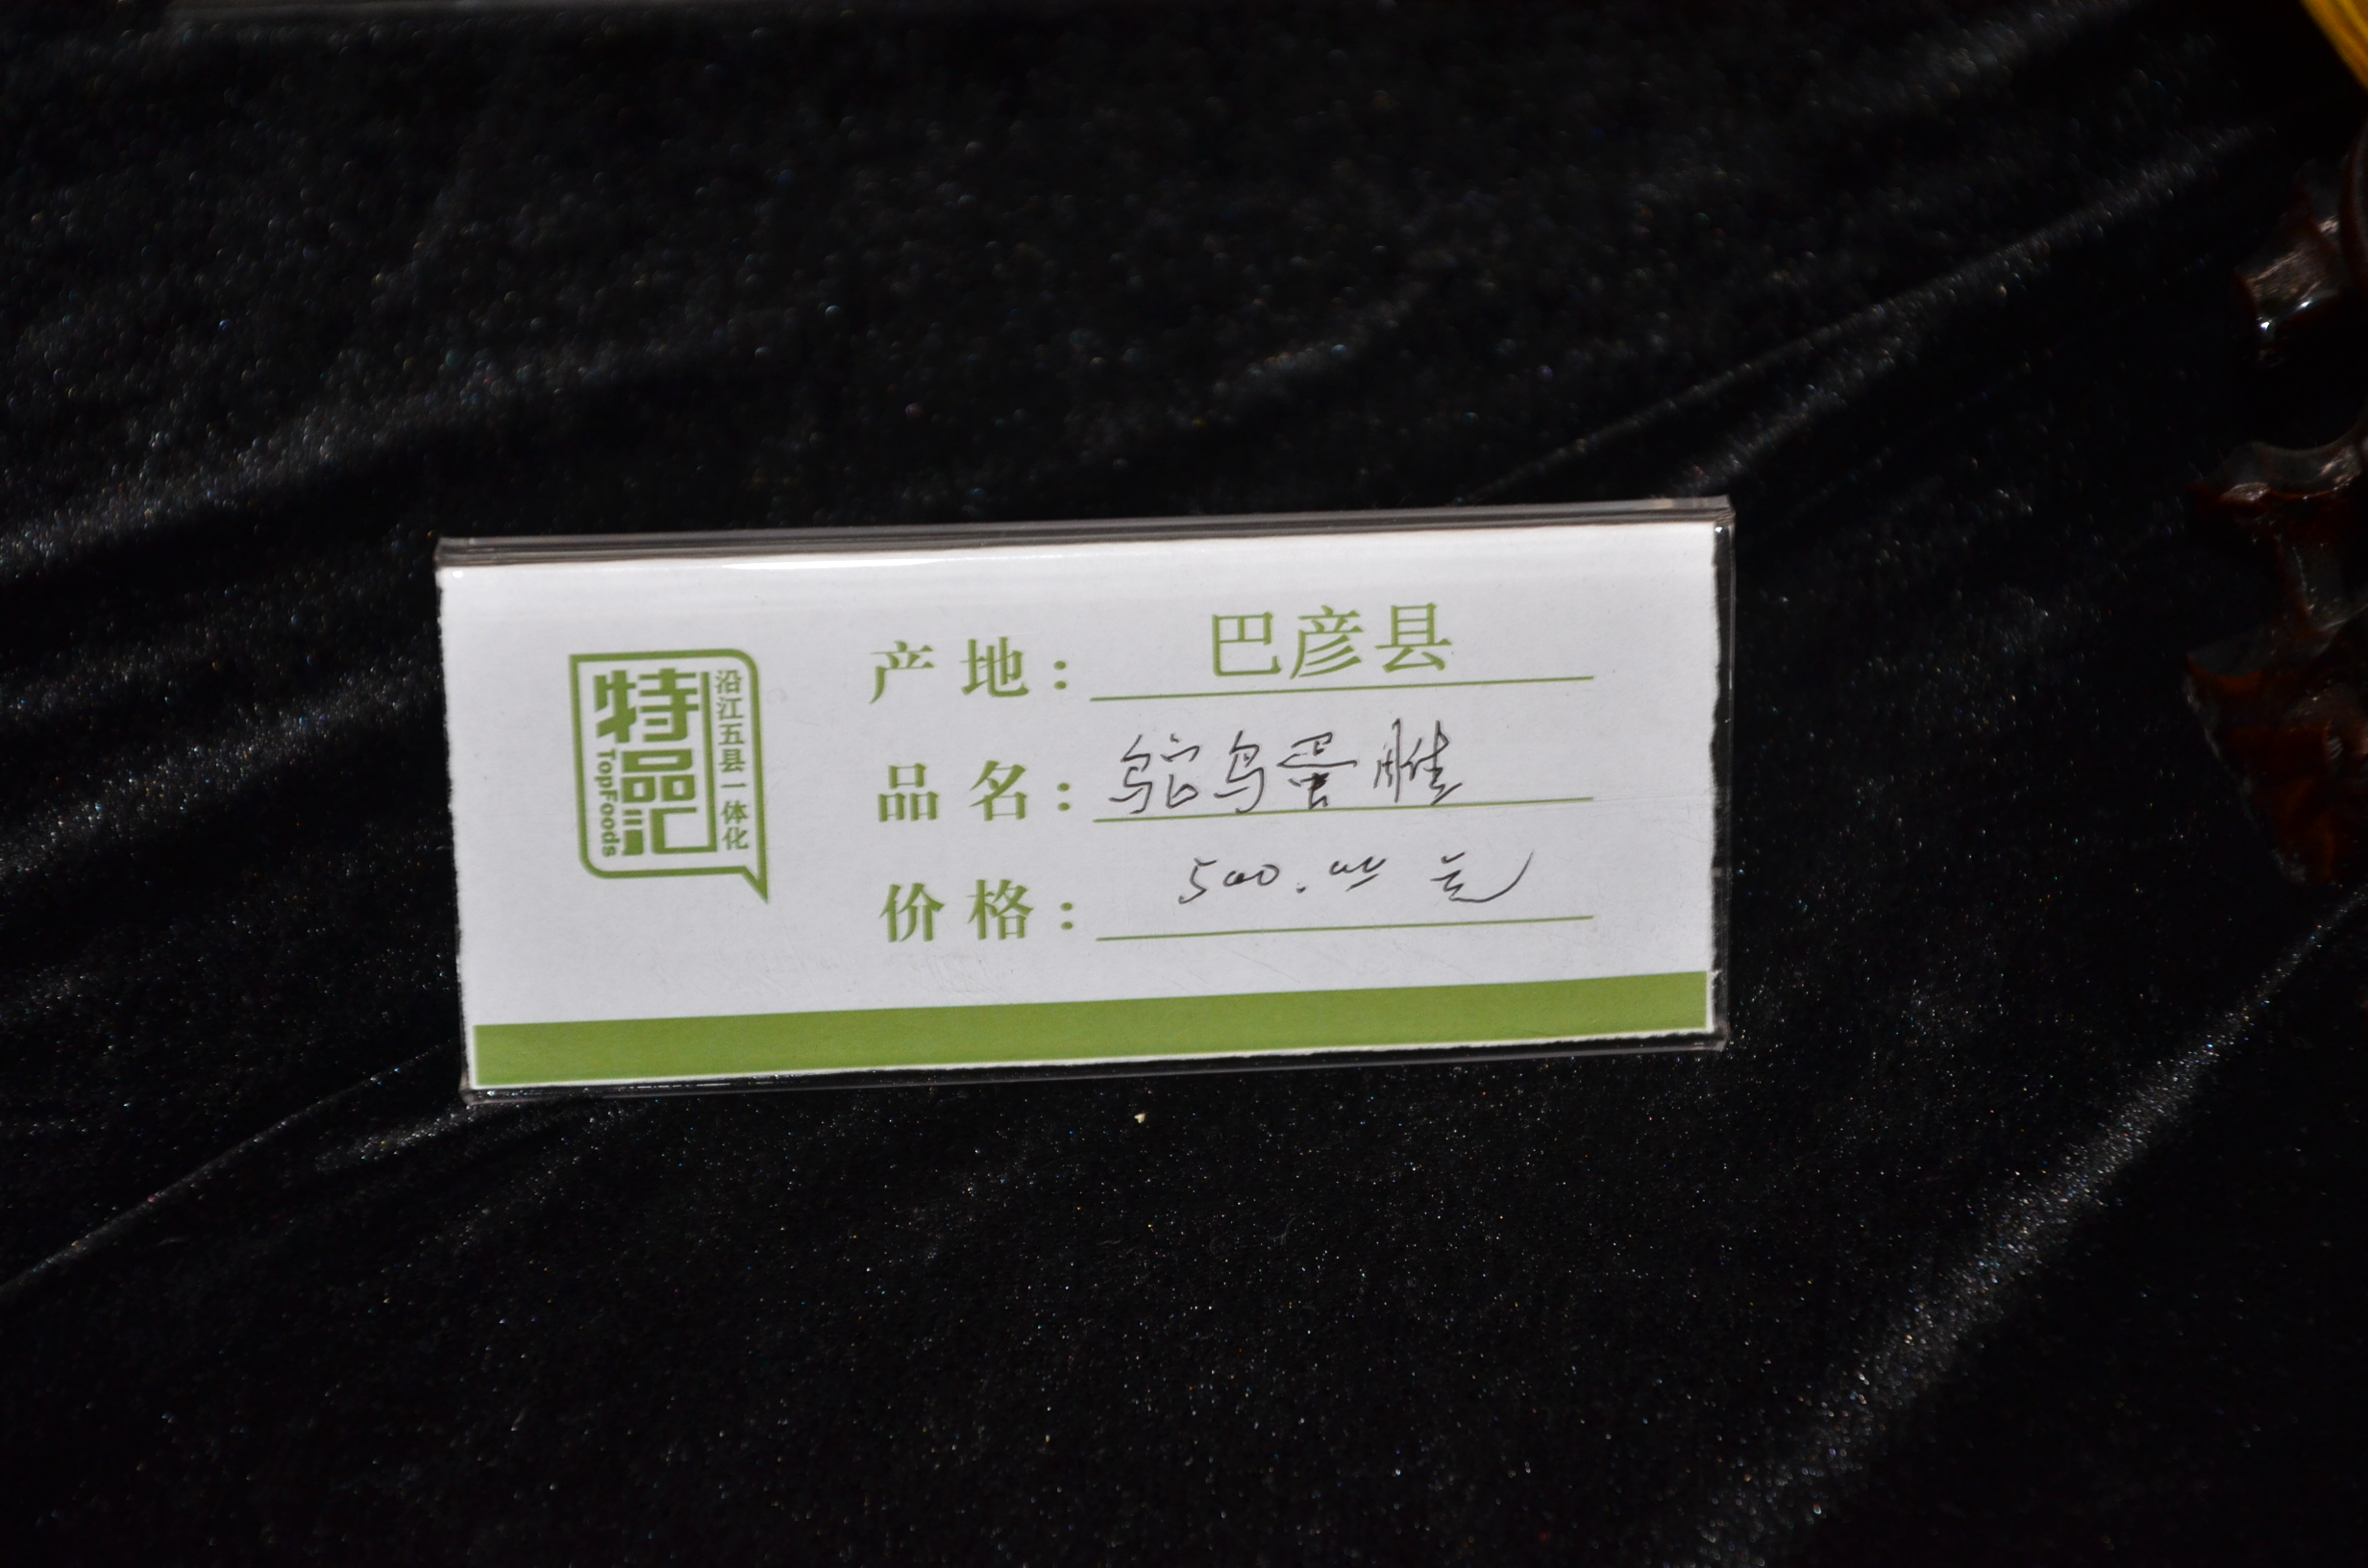 特品汇
TopFoods
沿江五县一体化
产地：巴彦县
品名：鸵鸟蛋雕
价格：500.00元